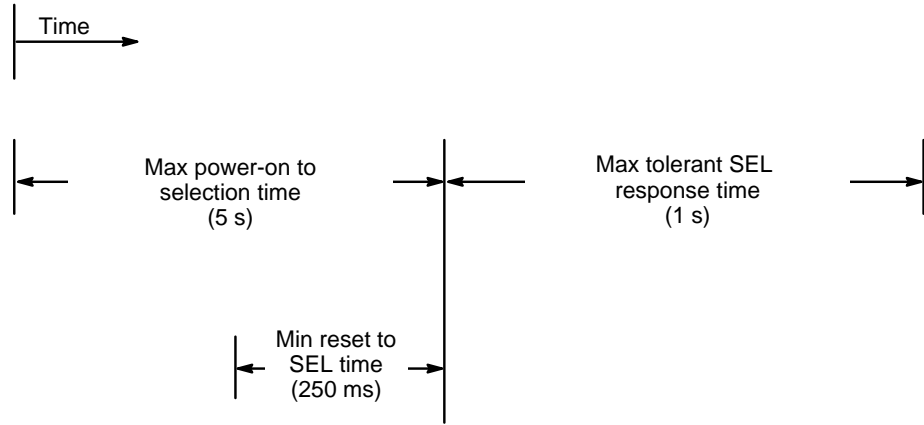 Time
Max power-on to
selection time
(5 s)
Max tolerant SEL
response time
(1 s)
Min reset to
SEL time
(250 ms)